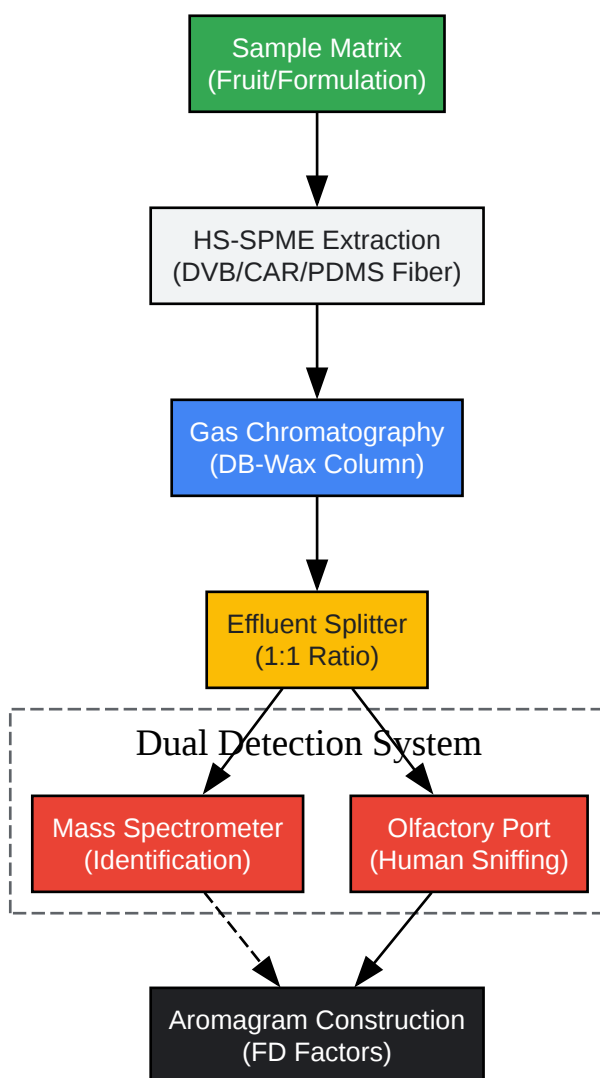 Sample Matrix
(Fruit/Formulation)
HS-SPME Extraction
(DVB/CAR/PDMS Fiber)
Gas Chromatography
(DB-Wax Column)
Effluent Splitter
(1:1 Ratio)
Dual Detection System
Mass Spectrometer
(Identification)
Olfactory Port
(Human Sniffing)
Aromagram Construction
(FD Factors)